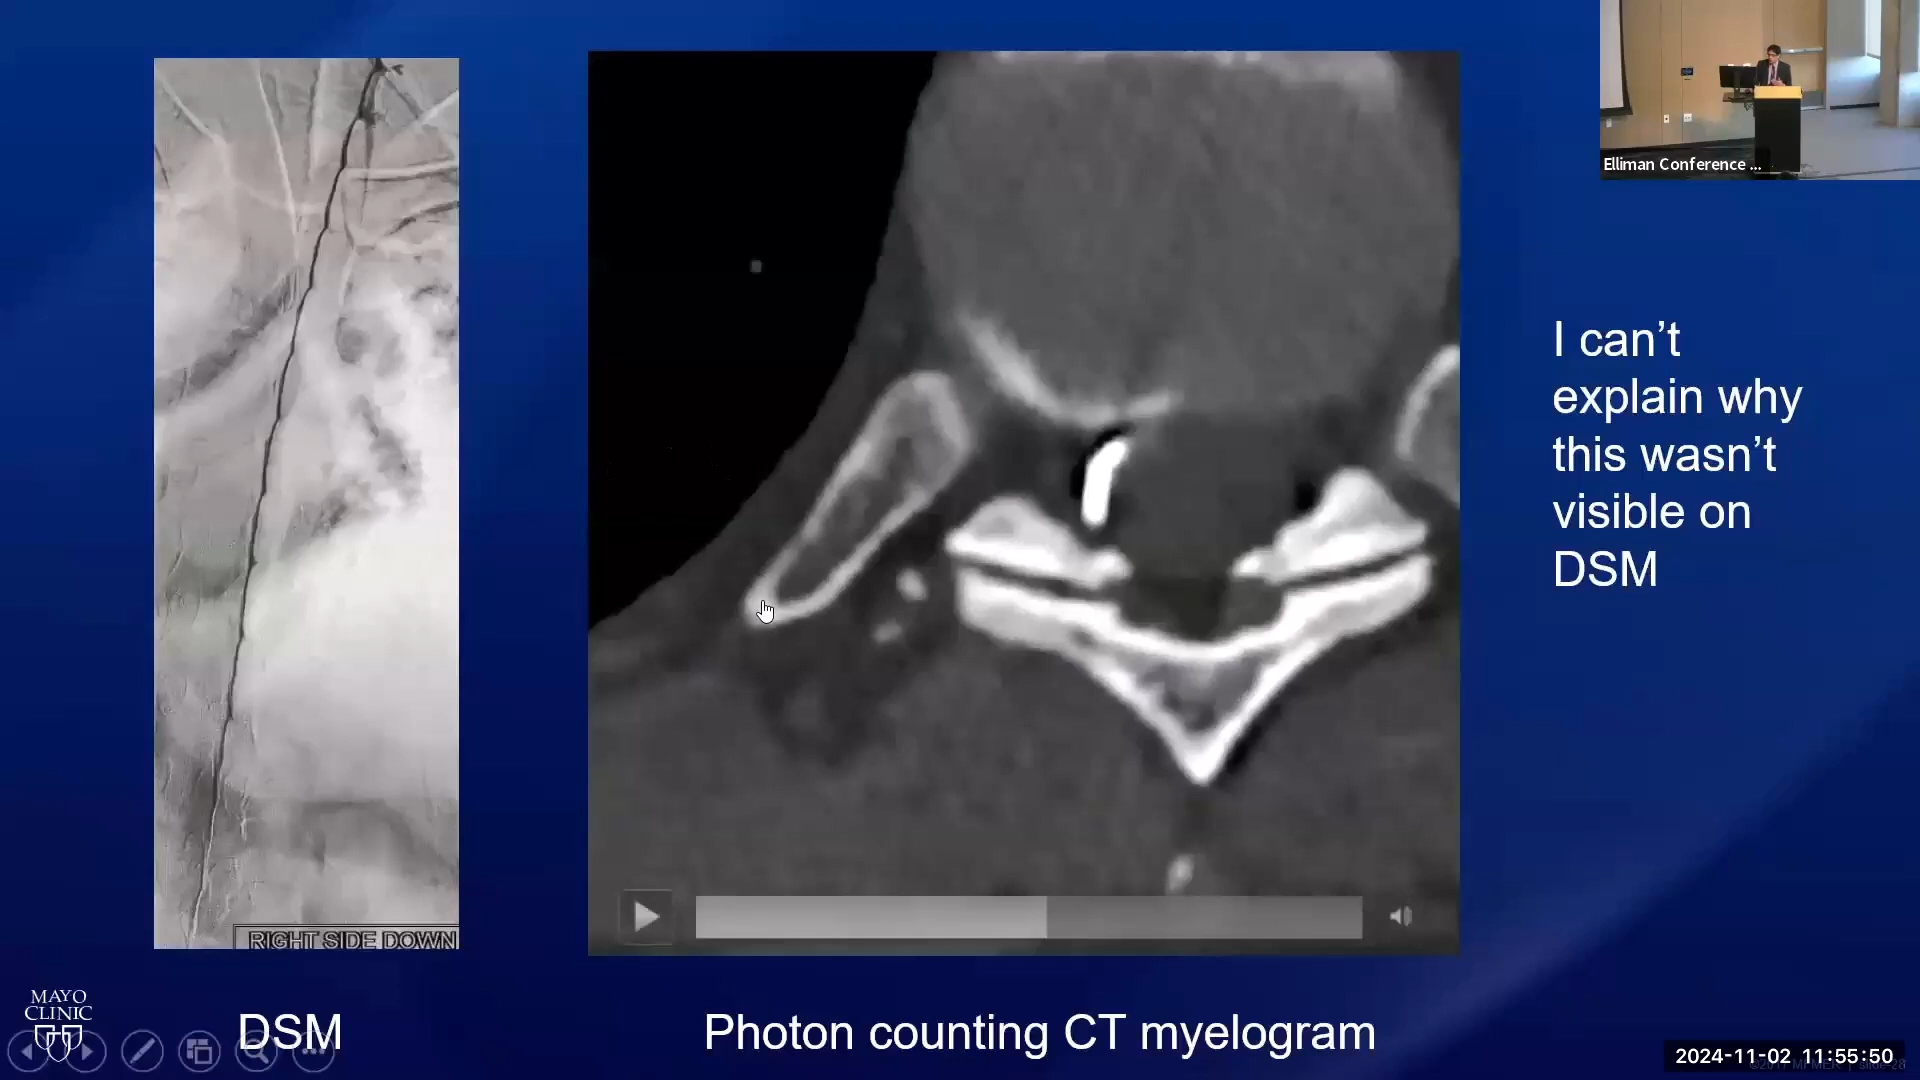 Elliman Conference ...
I can’t
explain why
this wasn’t
visible on
DSM
RIGHT SIDE DOWN
MAYO
CLINIC
DSM
Photon counting CT myelogram
2024-11-02 11:55:50